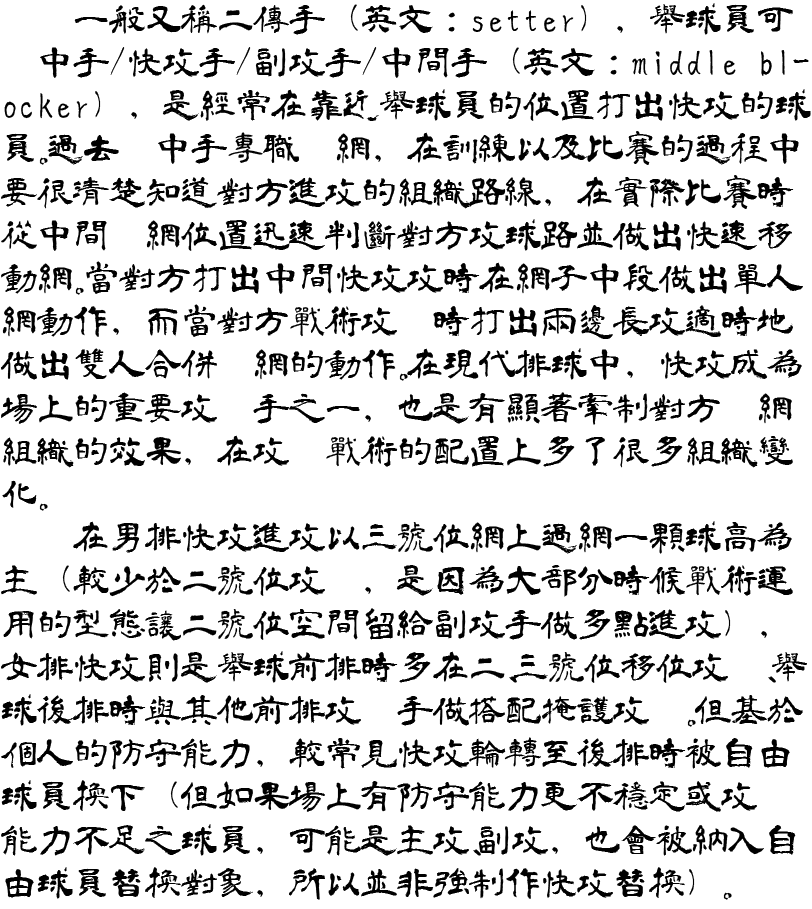 一般又稱二傳手（英文：setter），舉球員可
中手/快攻手/副攻手/中間手（英文：middle bl-
ocker），是經常在靠近舉球員的位置打出快攻的球
員。過去 中手專職 網，在訓練以及比賽的過程中
要很清楚知道對方進攻的組織路線，在實際比賽時
從中間 網位置迅速判斷對方攻球路並做出快速移
動網。當對方打出中間快攻攻時在網子中段做出單人
網動作，而當對方戰術攻 時打出兩邊長攻適時地
做出雙人合併 網的動作。在現代排球中，快攻成為
場上的重要攻 手之一，也是有顯著牽制對方 網
組織的效果，在攻 戰術的配置上多了很多組織變
化。
在男排快攻進攻以三號位網上過網一顆球高為
主（較少於二號位攻 ，是因為大部分時候戰術運
用的型態讓二號位空間留給副攻手做多點進攻），
女排快攻則是舉球前排時多在二、三號位移位攻 、舉
球後排時與其他前排攻 手做搭配掩護攻 。但基於
個人的防守能力，較常見快攻輪轉至後排時被自由
球員換下（但如果場上有防守能力更不穩定或攻
能力不足之球員，可能是主攻、副攻，也會被納入自
由球員替換對象，所以並非強制作快攻替換）。